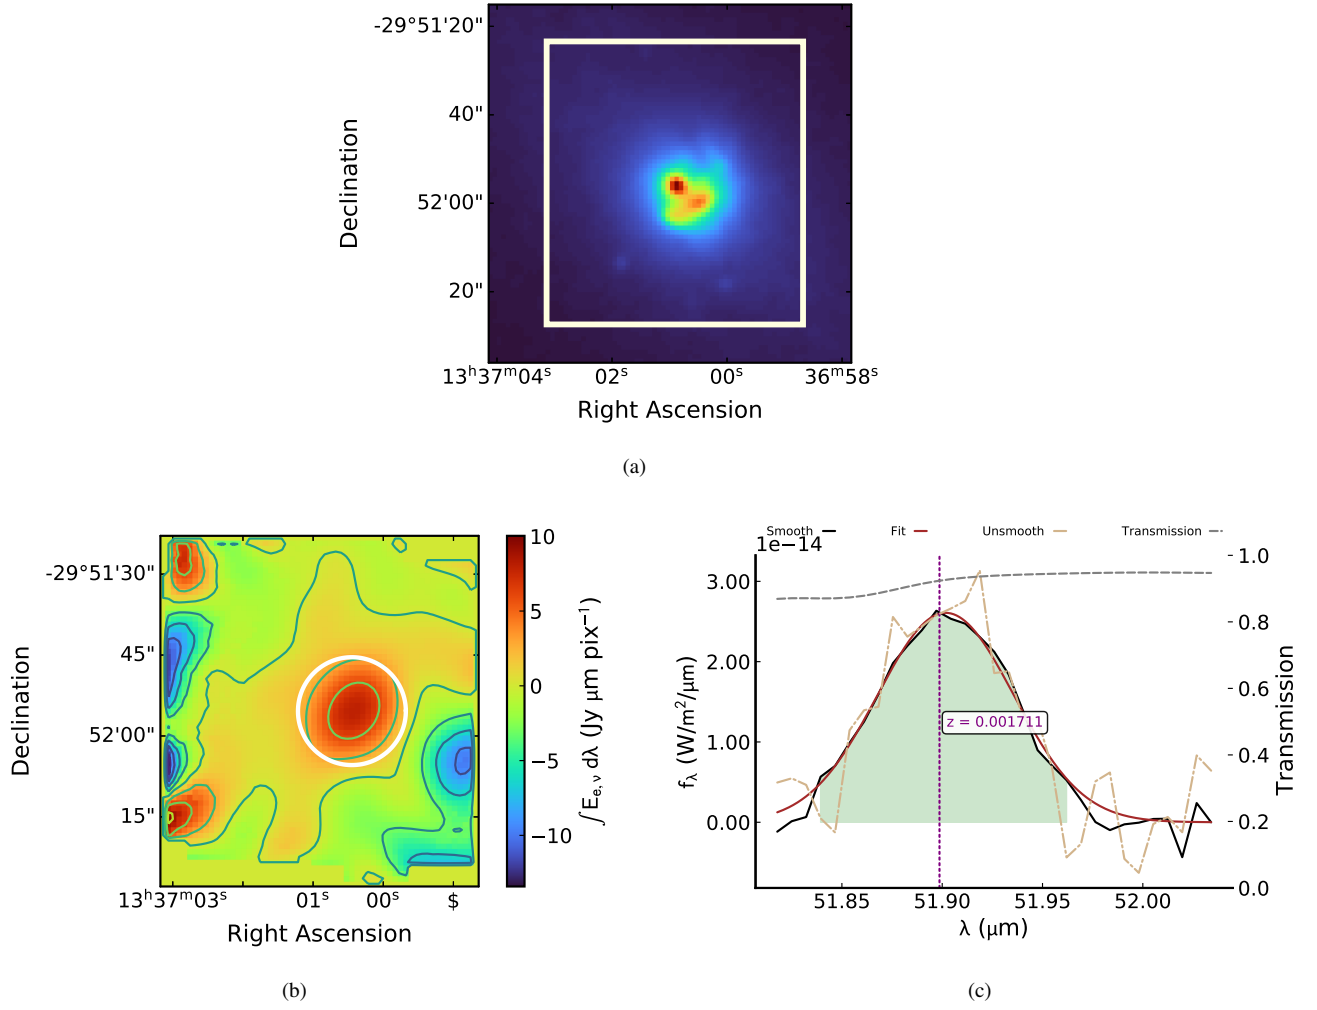 -29°51'20"
40"
52'00"
20"
Declination
13ʰ37ᵐ04ˢ 02ˢ 00ˢ 36ᵐ58ˢ
Right Ascension
(a)
-29°51'30"
45"
52'00"
15"
Declination
13ʰ37ᵐ03ˢ 01ˢ 00ˢ $
Right Ascension
10
5
0
−5
−10
∫E_{e,ν} dλ (Jy μm pix⁻¹)
(b)
Smooth Fit Unsmooth Transmission
1e−14
3.00
2.00
1.00
0.00
f_λ (W/m²/μm)
z = 0.001711
51.85 51.90 51.95 52.00
λ (μm)
1.0
0.8
0.6
0.4
0.2
0.0
Transmission
(c)